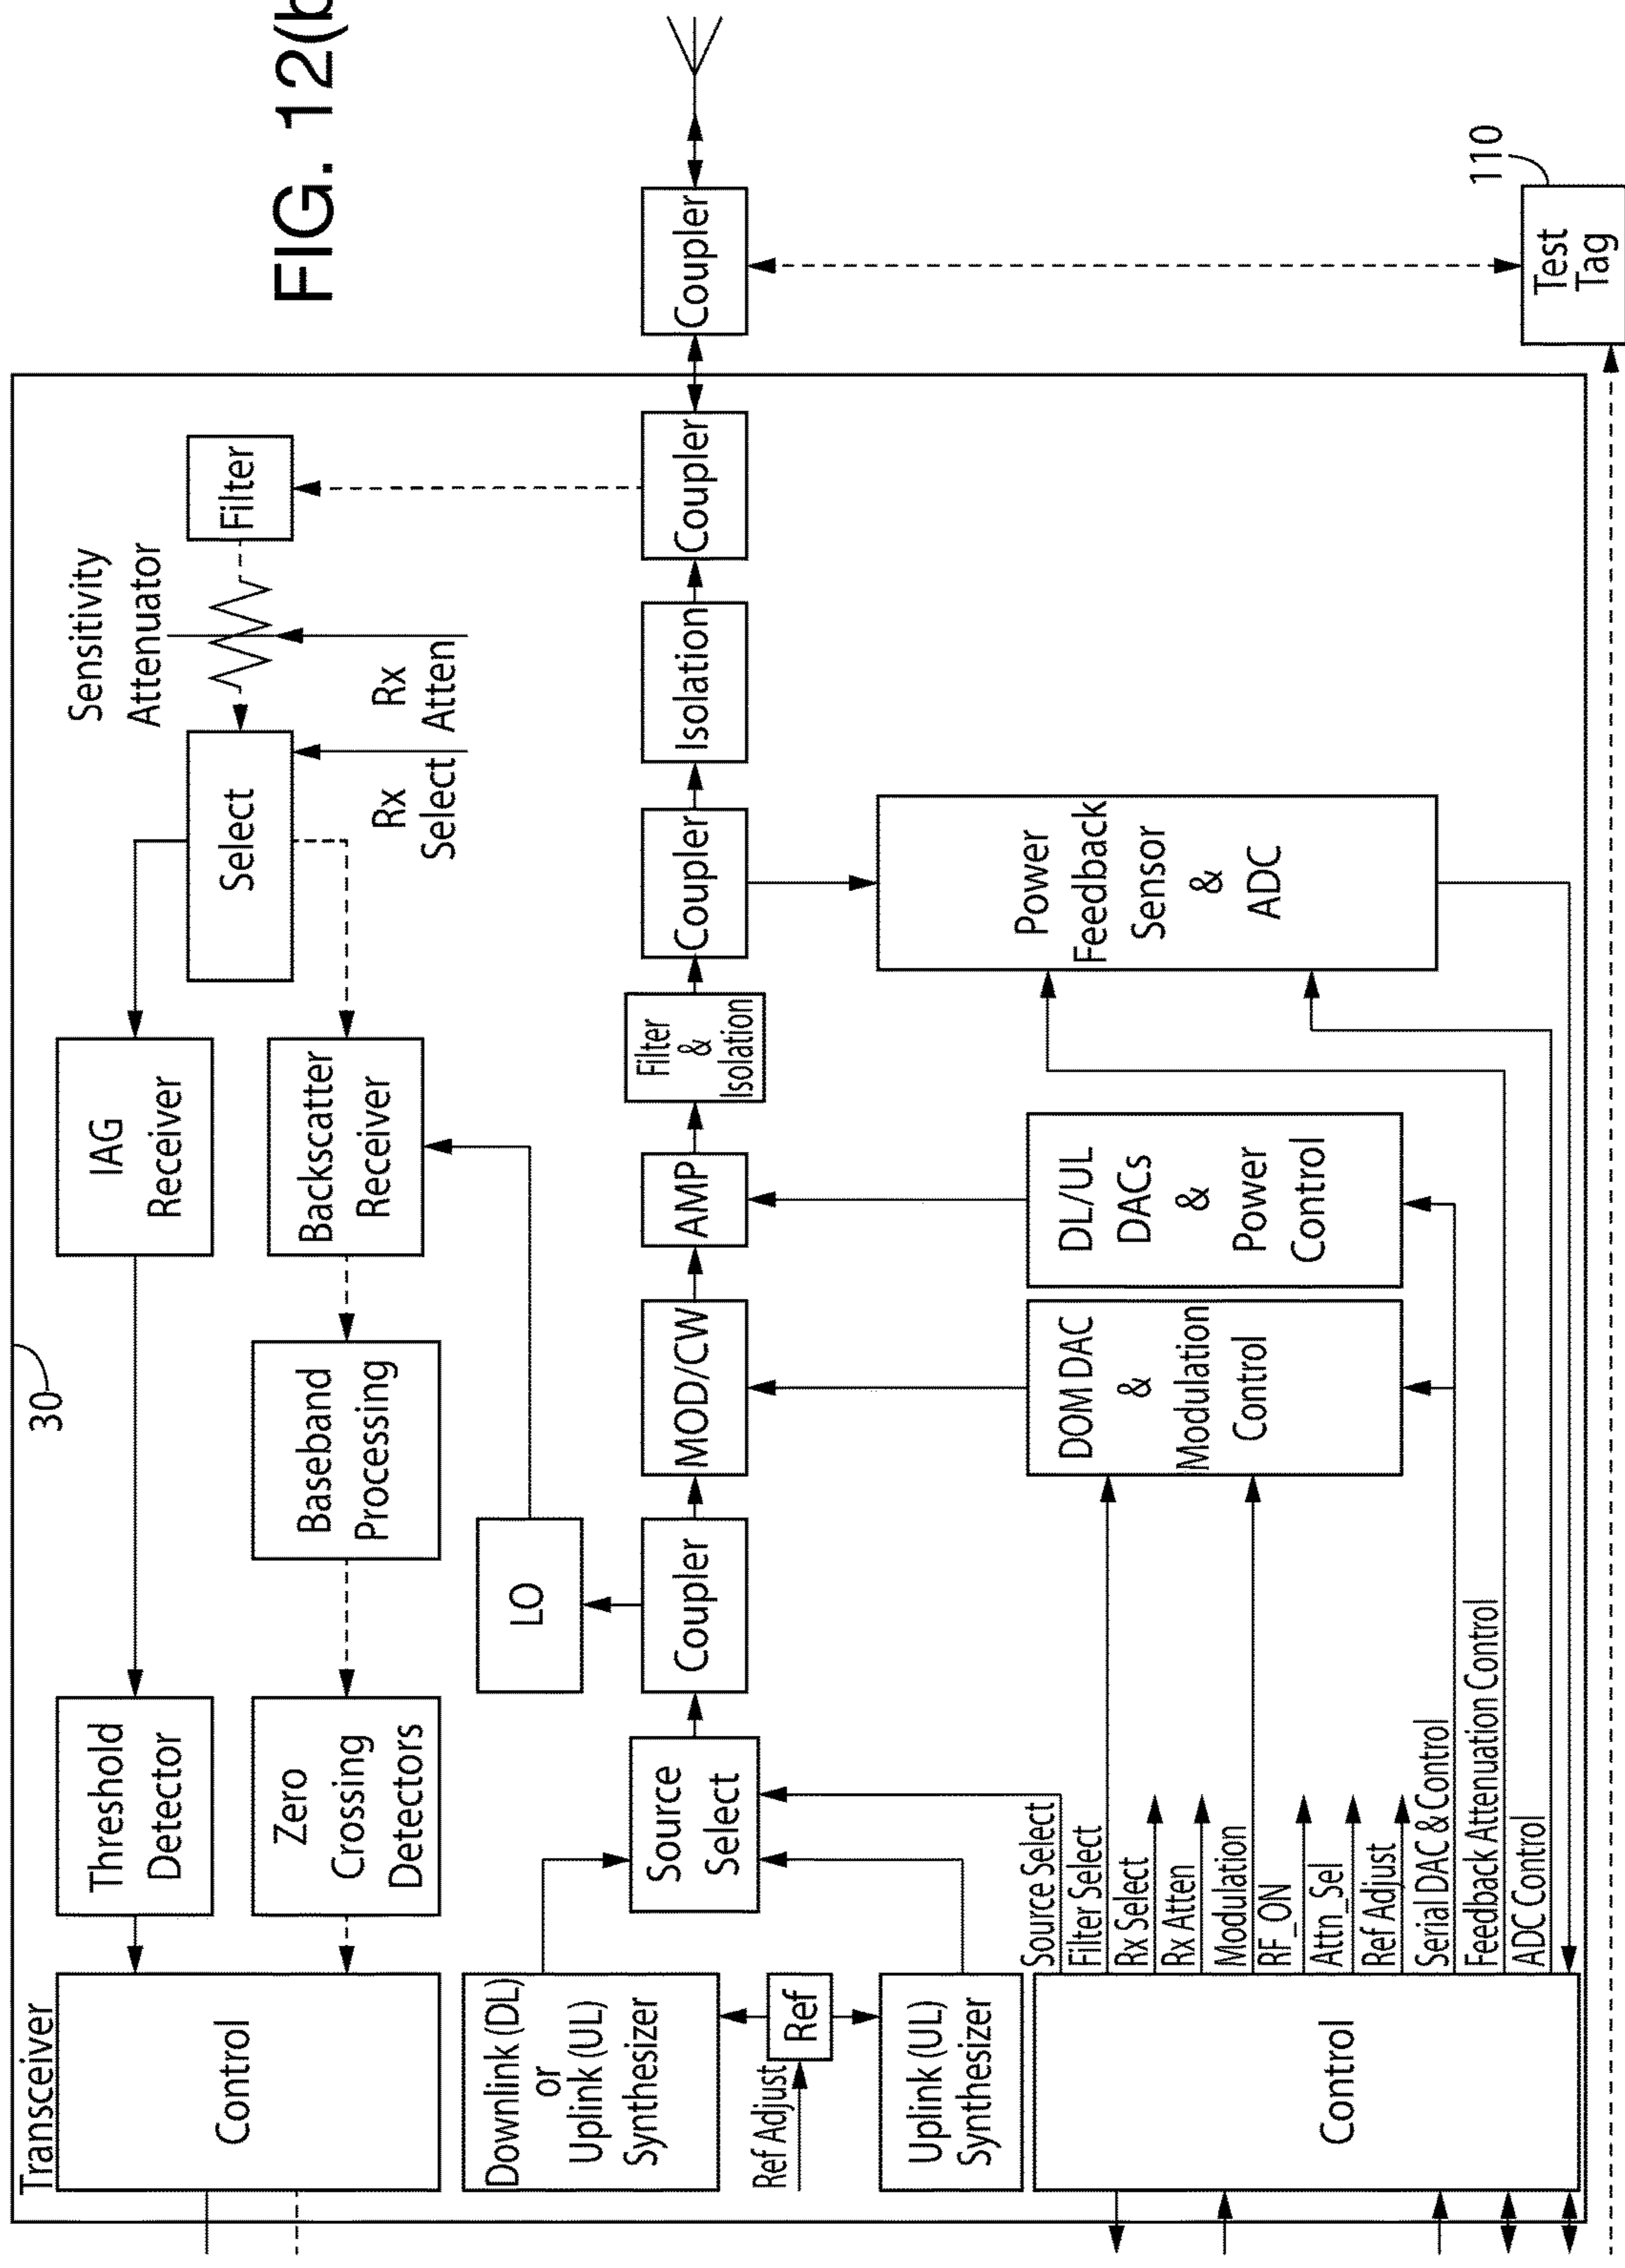 FIG. 12(b
30
Transceiver
Control
Threshold
Detector
IAG
Receiver
Select
Sensitivity
Attenuator
Filter
Rx
Select
Rx
Atten
Zero
Crossing
Detectors
Baseband
Processing
Backscatter
Receiver
LO
Downlink (DL)
or
Uplink (UL)
Synthesizer
Ref Adjust
Ref
Uplink (UL)
Synthesizer
Source
Select
Coupler
MOD/CW
AMP
Filter
&
Isolation
Coupler
Isolation
Coupler
Coupler
DOM DAC
&
Modulation
Control
DL/UL
DACs
&
Power
Control
Power
Feedback
Sensor
&
ADC
Control
Source Select
Filter Select
Rx Select
Rx Atten
Modulation
RF_ON
Attn_Sel
Ref Adjust
Serial DAC & Control
Feedback Attenuation Control
ADC Control
110
Test
Tag